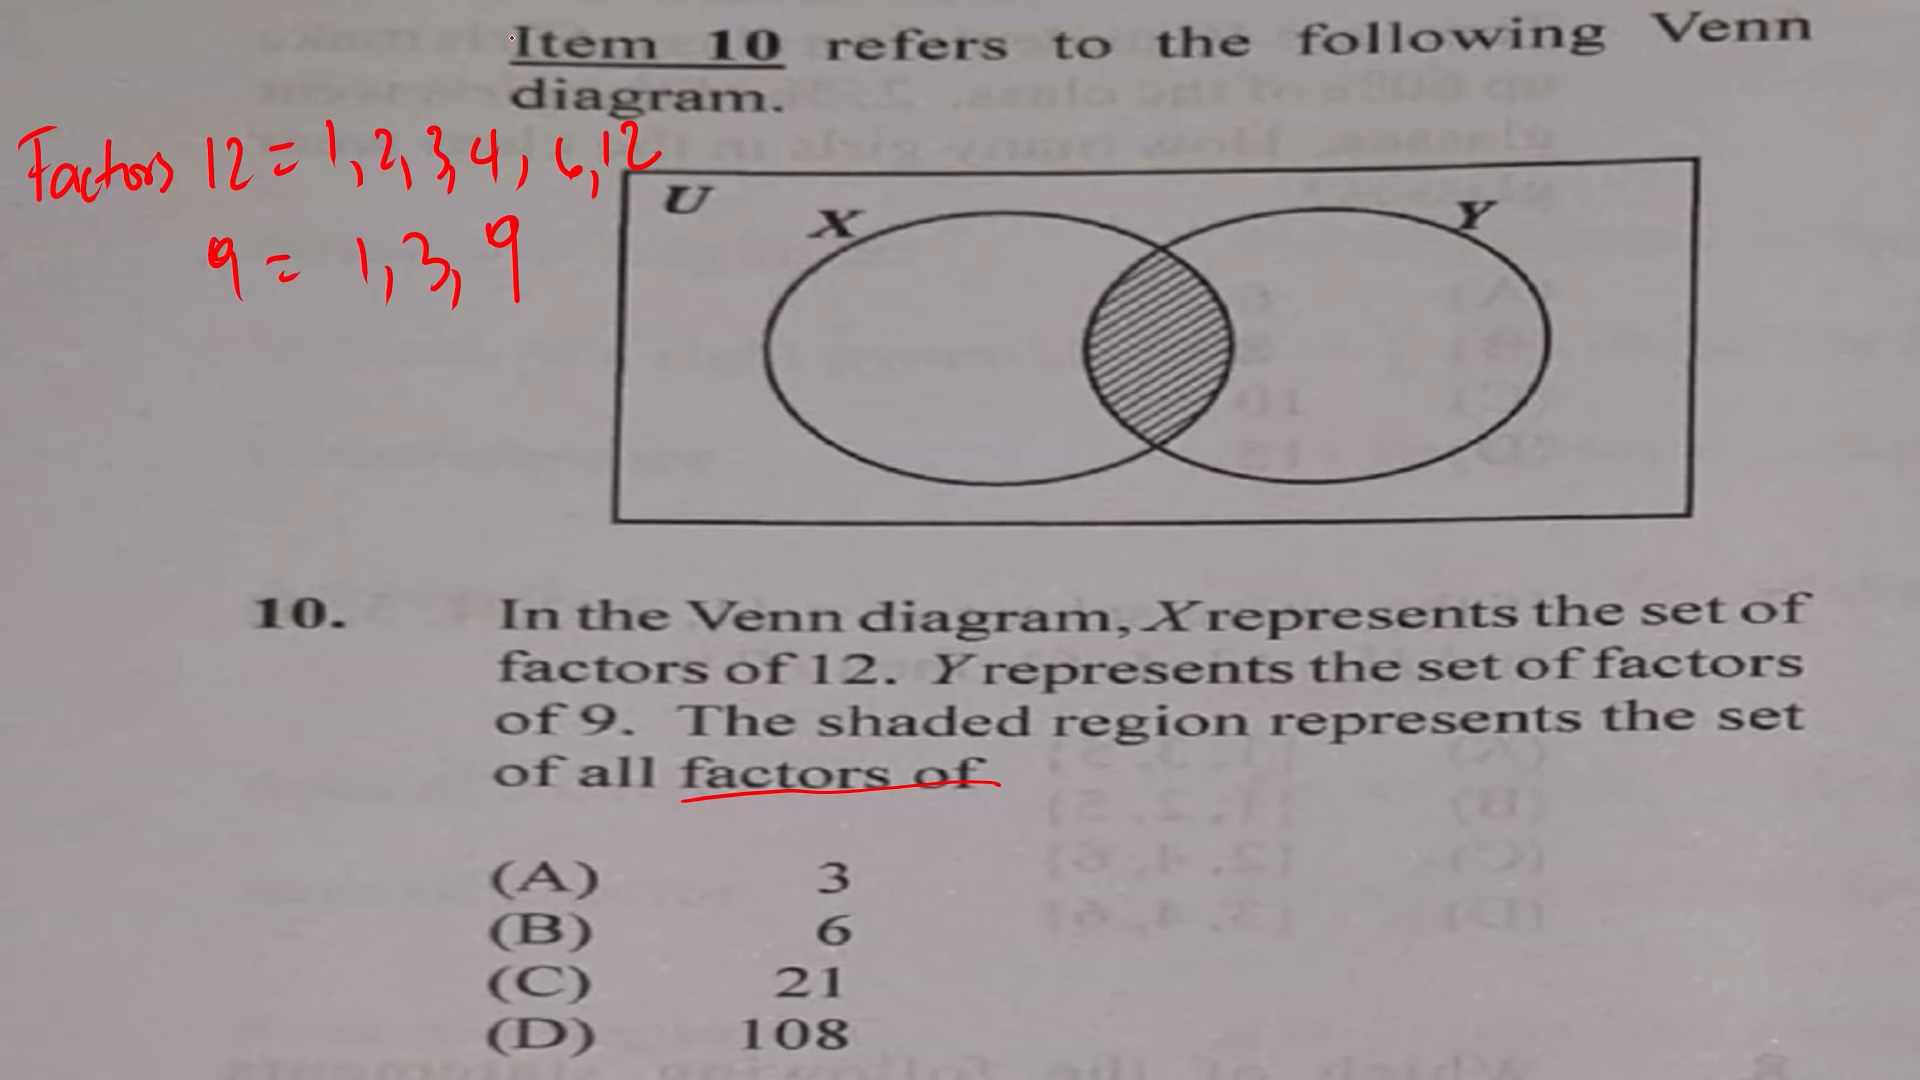 Item 10 refers to the following Venn
diagram.
Factors 12 = 1, 2, 3, 4, 6, 12
9 = 1, 3, 9
U
X
Y
10. In the Venn diagram, X represents the set of
factors of 12. Y represents the set of factors
of 9. The shaded region represents the set
of all factors of
(A) 3
(B) 6
(C) 21
(D) 108